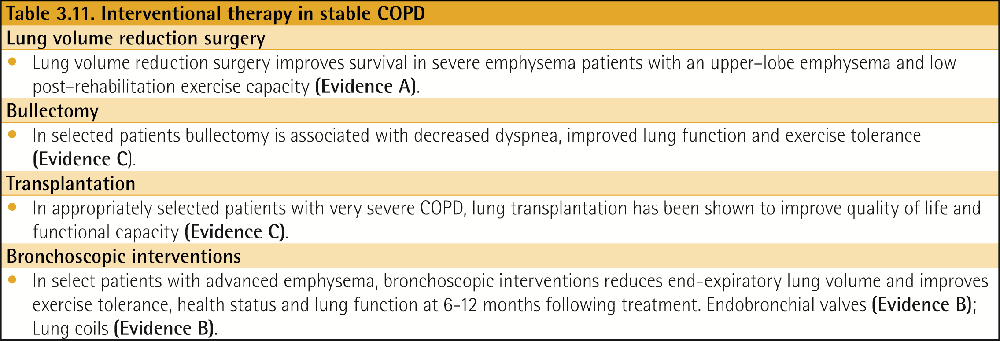 Table 3.11. Interventional therapy in stable COPD
Lung volume reduction surgery
• Lung volume reduction surgery improves survival in severe emphysema patients with an upper–lobe emphysema and low
post–rehabilitation exercise capacity (Evidence A).
Bullectomy
• In selected patients bullectomy is associated with decreased dyspnea, improved lung function and exercise tolerance
(Evidence C).
Transplantation
• In appropriately selected patients with very severe COPD, lung transplantation has been shown to improve quality of life and
functional capacity (Evidence C).
Bronchoscopic interventions
• In select patients with advanced emphysema, bronchoscopic interventions reduces end-expiratory lung volume and improves
exercise tolerance, health status and lung function at 6-12 months following treatment. Endobronchial valves (Evidence B);
Lung coils (Evidence B).